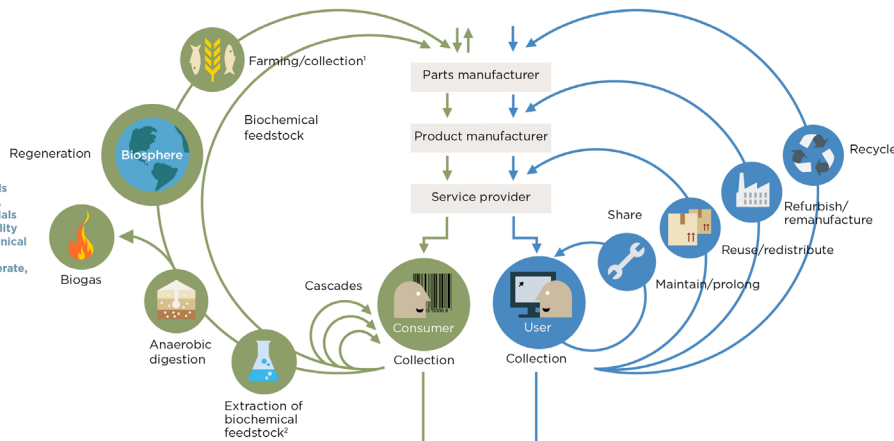 Farming/collection¹
Parts manufacturer
Biochemical
feedstock
Product manufacturer
Regeneration
Biosphere
Recycle
Service provider
Refurbish/
remanufacture
Share
Reuse/redistribute
Biogas
Maintain/prolong
Cascades
Consumer
User
Anaerobic
digestion
Collection
Collection
Extraction of
biochemical
feedstock²